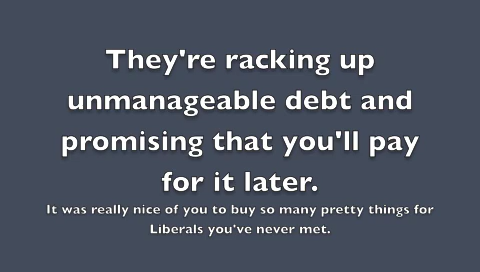 They're racking up
unmanageable debt and
promising that you'll pay
for it later.
It was really nice of you to buy so many pretty things for
Liberals you've never met.